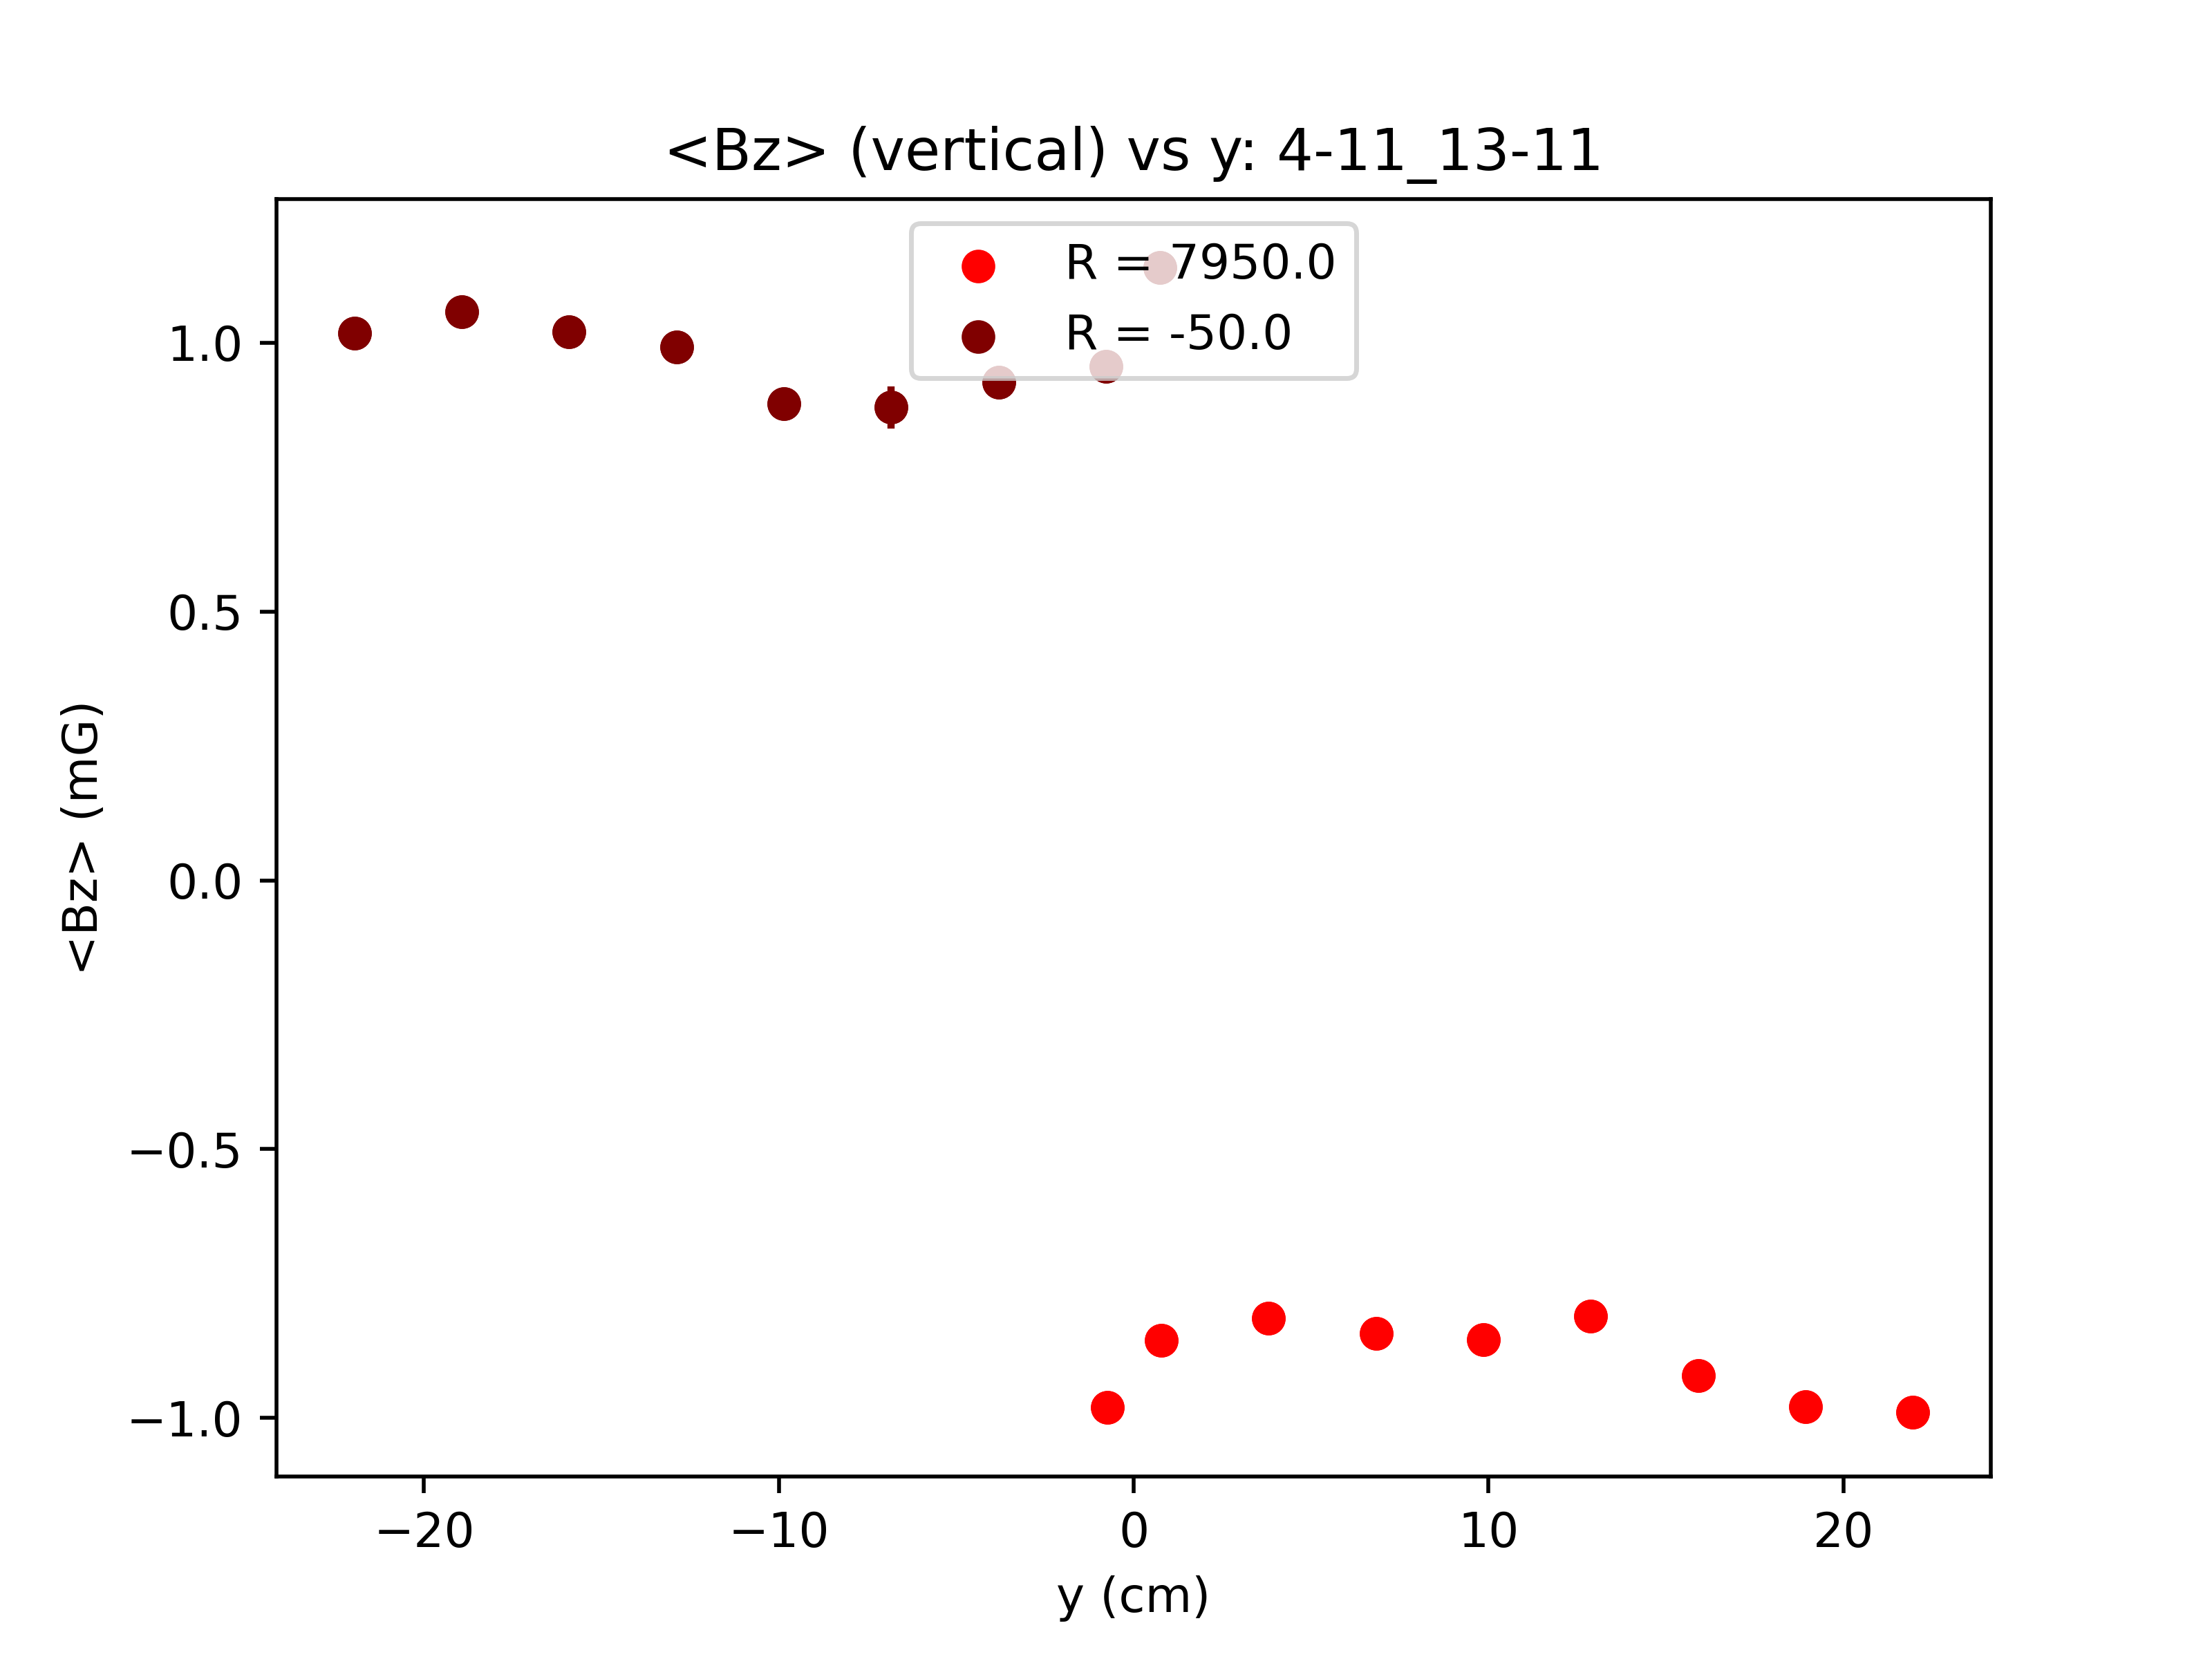 <Bz> (vertical) vs y: 4-11_13-11
R = 7950.0
R = -50.0
1.0
0.5
0.0
−0.5
−1.0
<Bz> (mG)
−20
−10
0
10
20
y (cm)